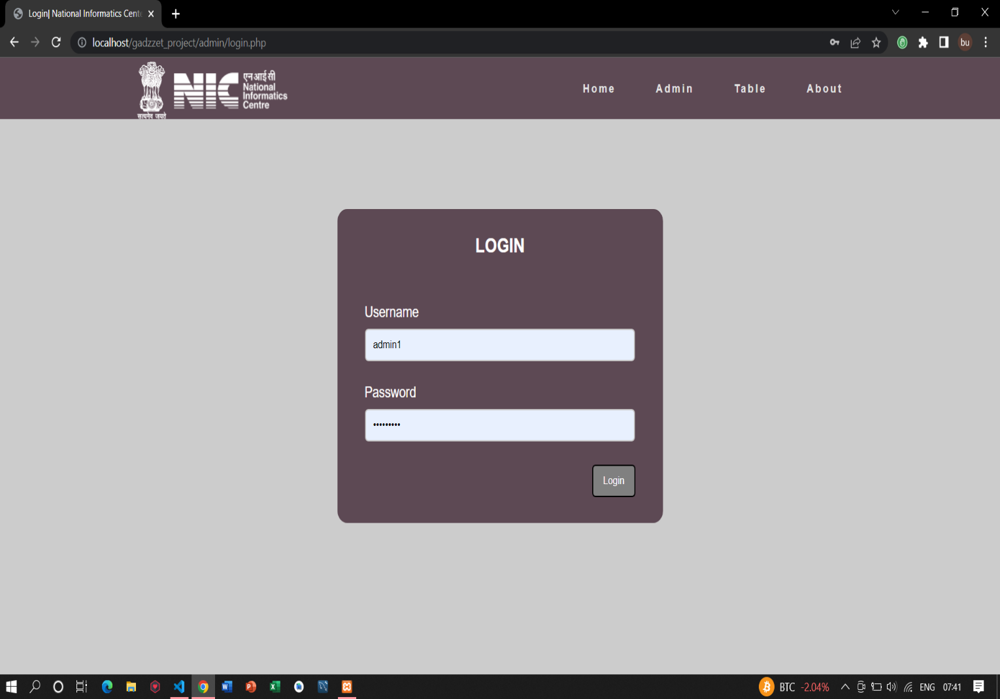 Login| National Informatics Cente
localhost/gadzzet_project/admin/login.php
bu
सत्यमेव जयते
NIC
एन आई सी
National
Informatics
Centre
Home Admin Table About
LOGIN
Username
admin1
Password
•••••••••
Login
BTC -2.04% ENG 07:41